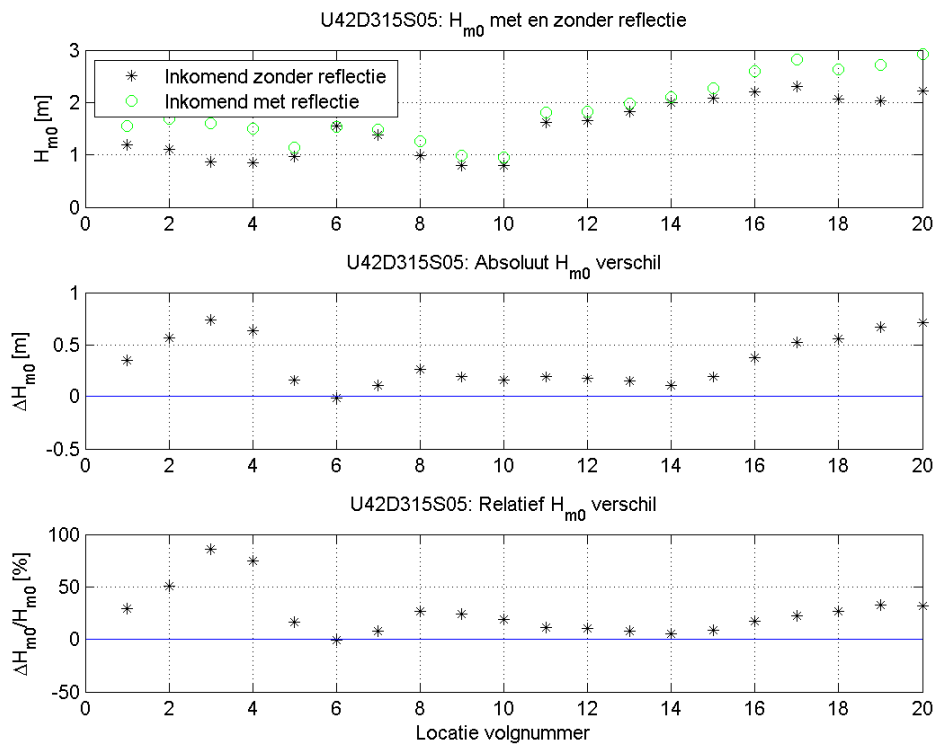 U42D315S05: Hm0 met en zonder reflectie
Hm0 [m]
3
2
1
0
Inkomend zonder reflectie
Inkomend met reflectie
0 2 4 6 8 10 12 14 16 18 20
U42D315S05: Absoluut Hm0 verschil
ΔHm0 [m]
1
0.5
0
-0.5
0 2 4 6 8 10 12 14 16 18 20
U42D315S05: Relatief Hm0 verschil
ΔHm0/Hm0 [%]
100
50
0
-50
0 2 4 6 8 10 12 14 16 18 20
Locatie volgnummer